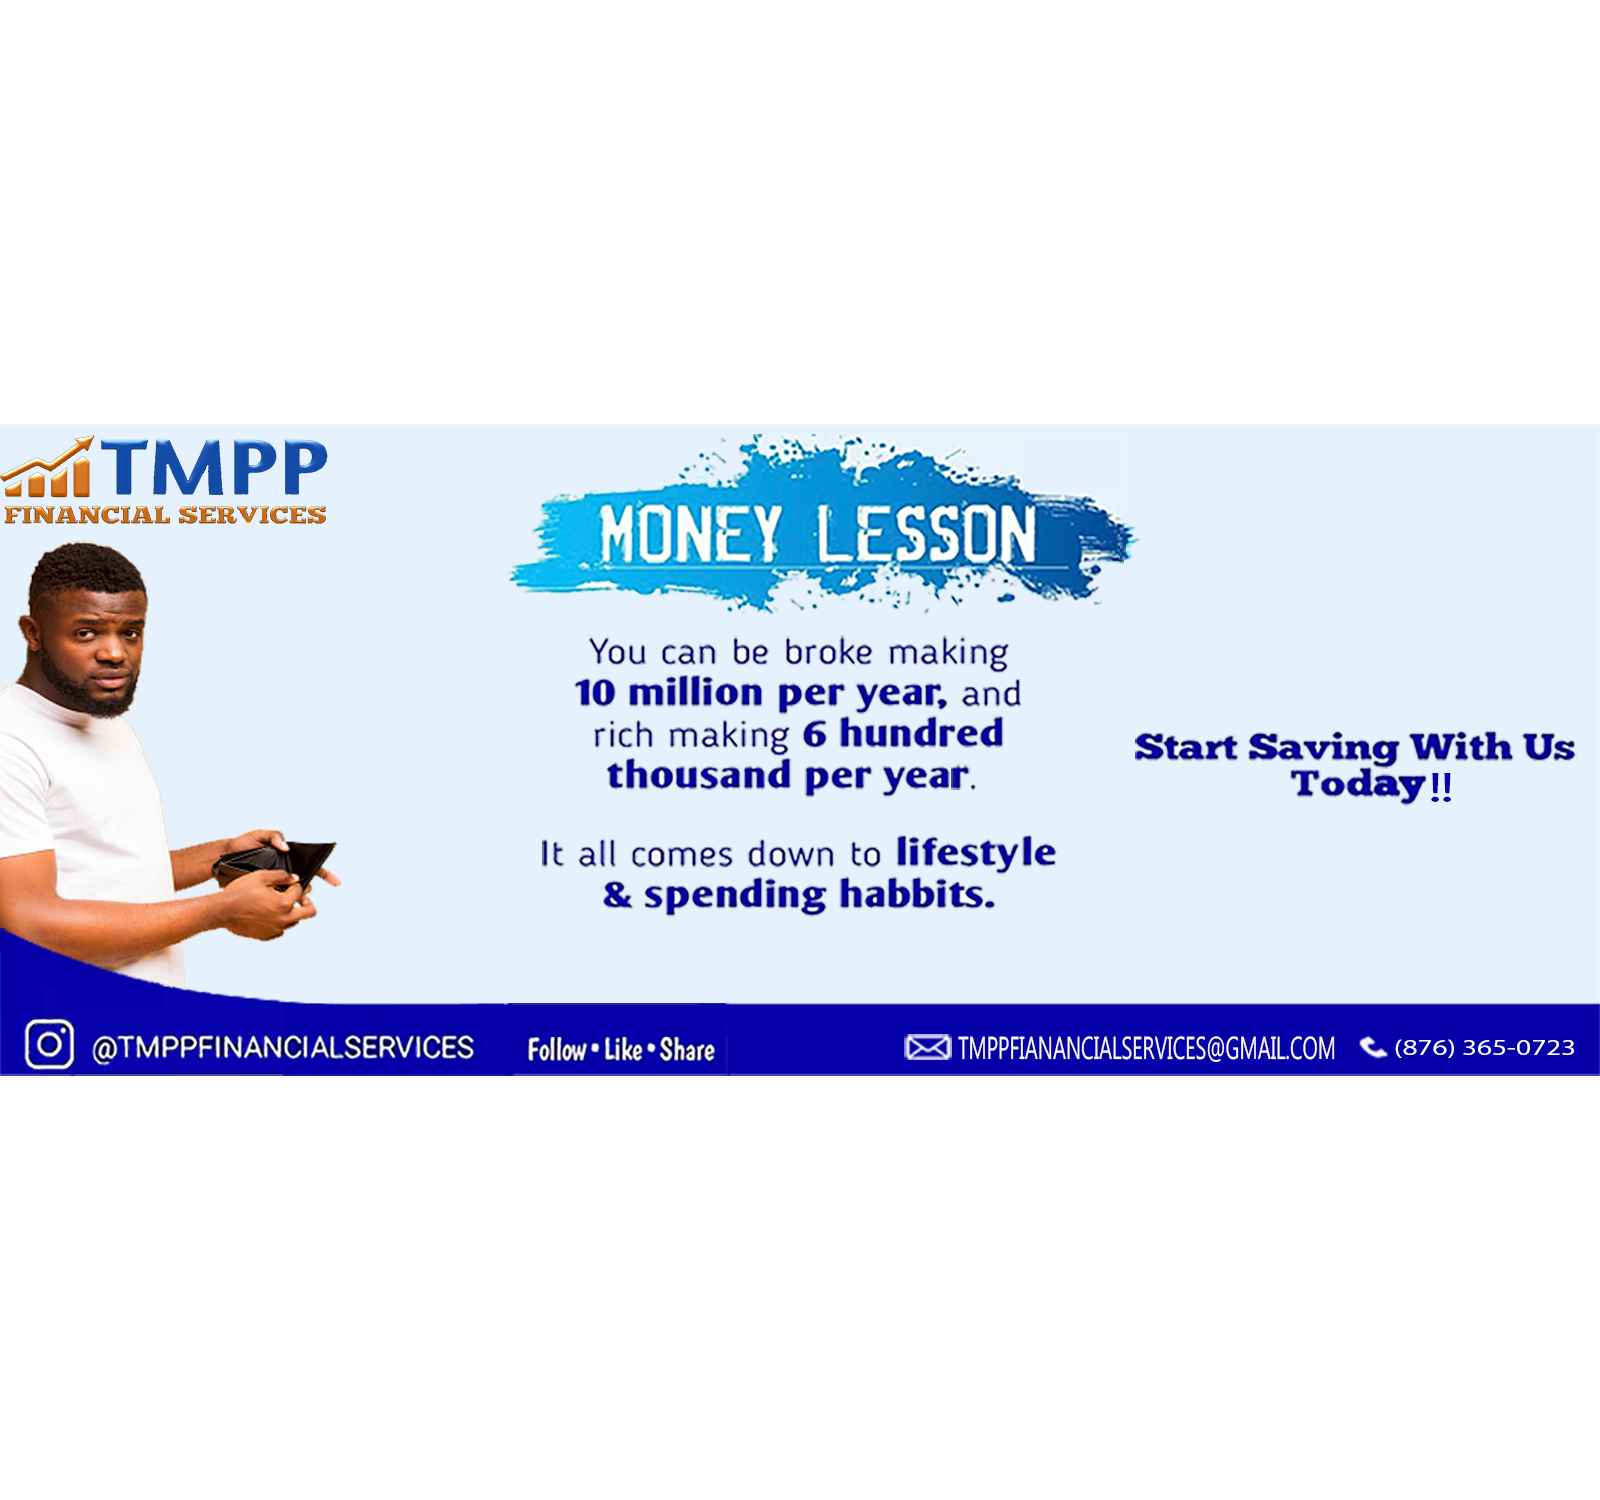 TMPP
FINANCIAL SERVICES
MONEY LESSON
You can be broke making
10 million per year, and
rich making 6 hundred
thousand per year.
It all comes down to lifestyle
& spending habbits.
Start Saving With Us
Today!!
@TMPPFINANCIALSERVICES
Follow • Like • Share
TMPPFIANANCIALSERVICES@GMAIL.COM
(876) 365-0723